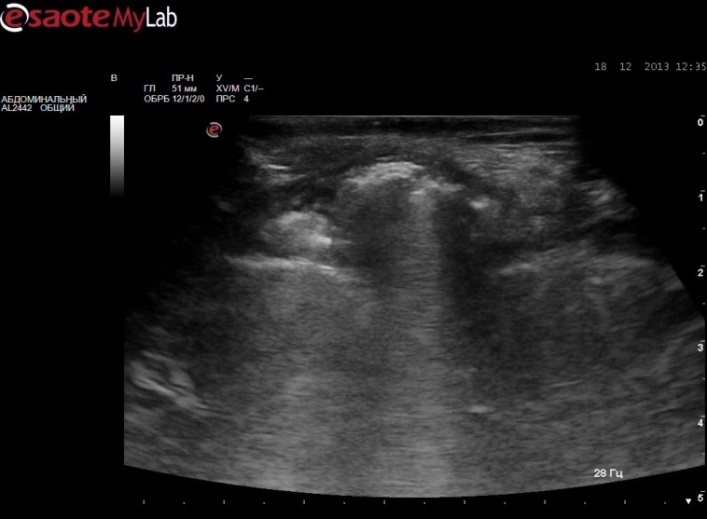 esaote MyLab
18 12 2013 12:35
В ПР-Н У —
ГЛ 51 мм XV/M C1/--
АБДОМИНАЛЬНЫЙ ОБРБ 12/1/2/0 ПРС 4
AL2442 ОБЩИЙ
e
0
1
2
3
4
28 Гц
5